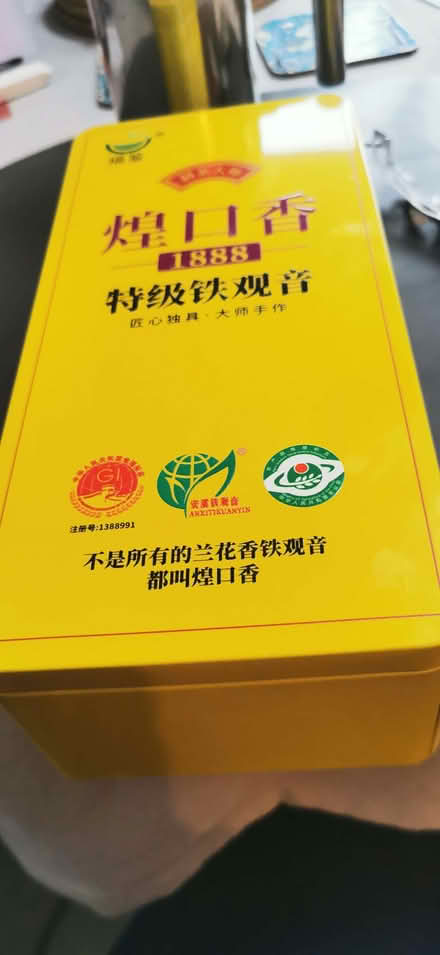 煌口香
1888
特级铁观音
匠心独具·大师手作
GI
安溪铁观音
ANXITIEGUANYIN
注册号:1388991
不是所有的兰花香铁观音
都叫煌口香